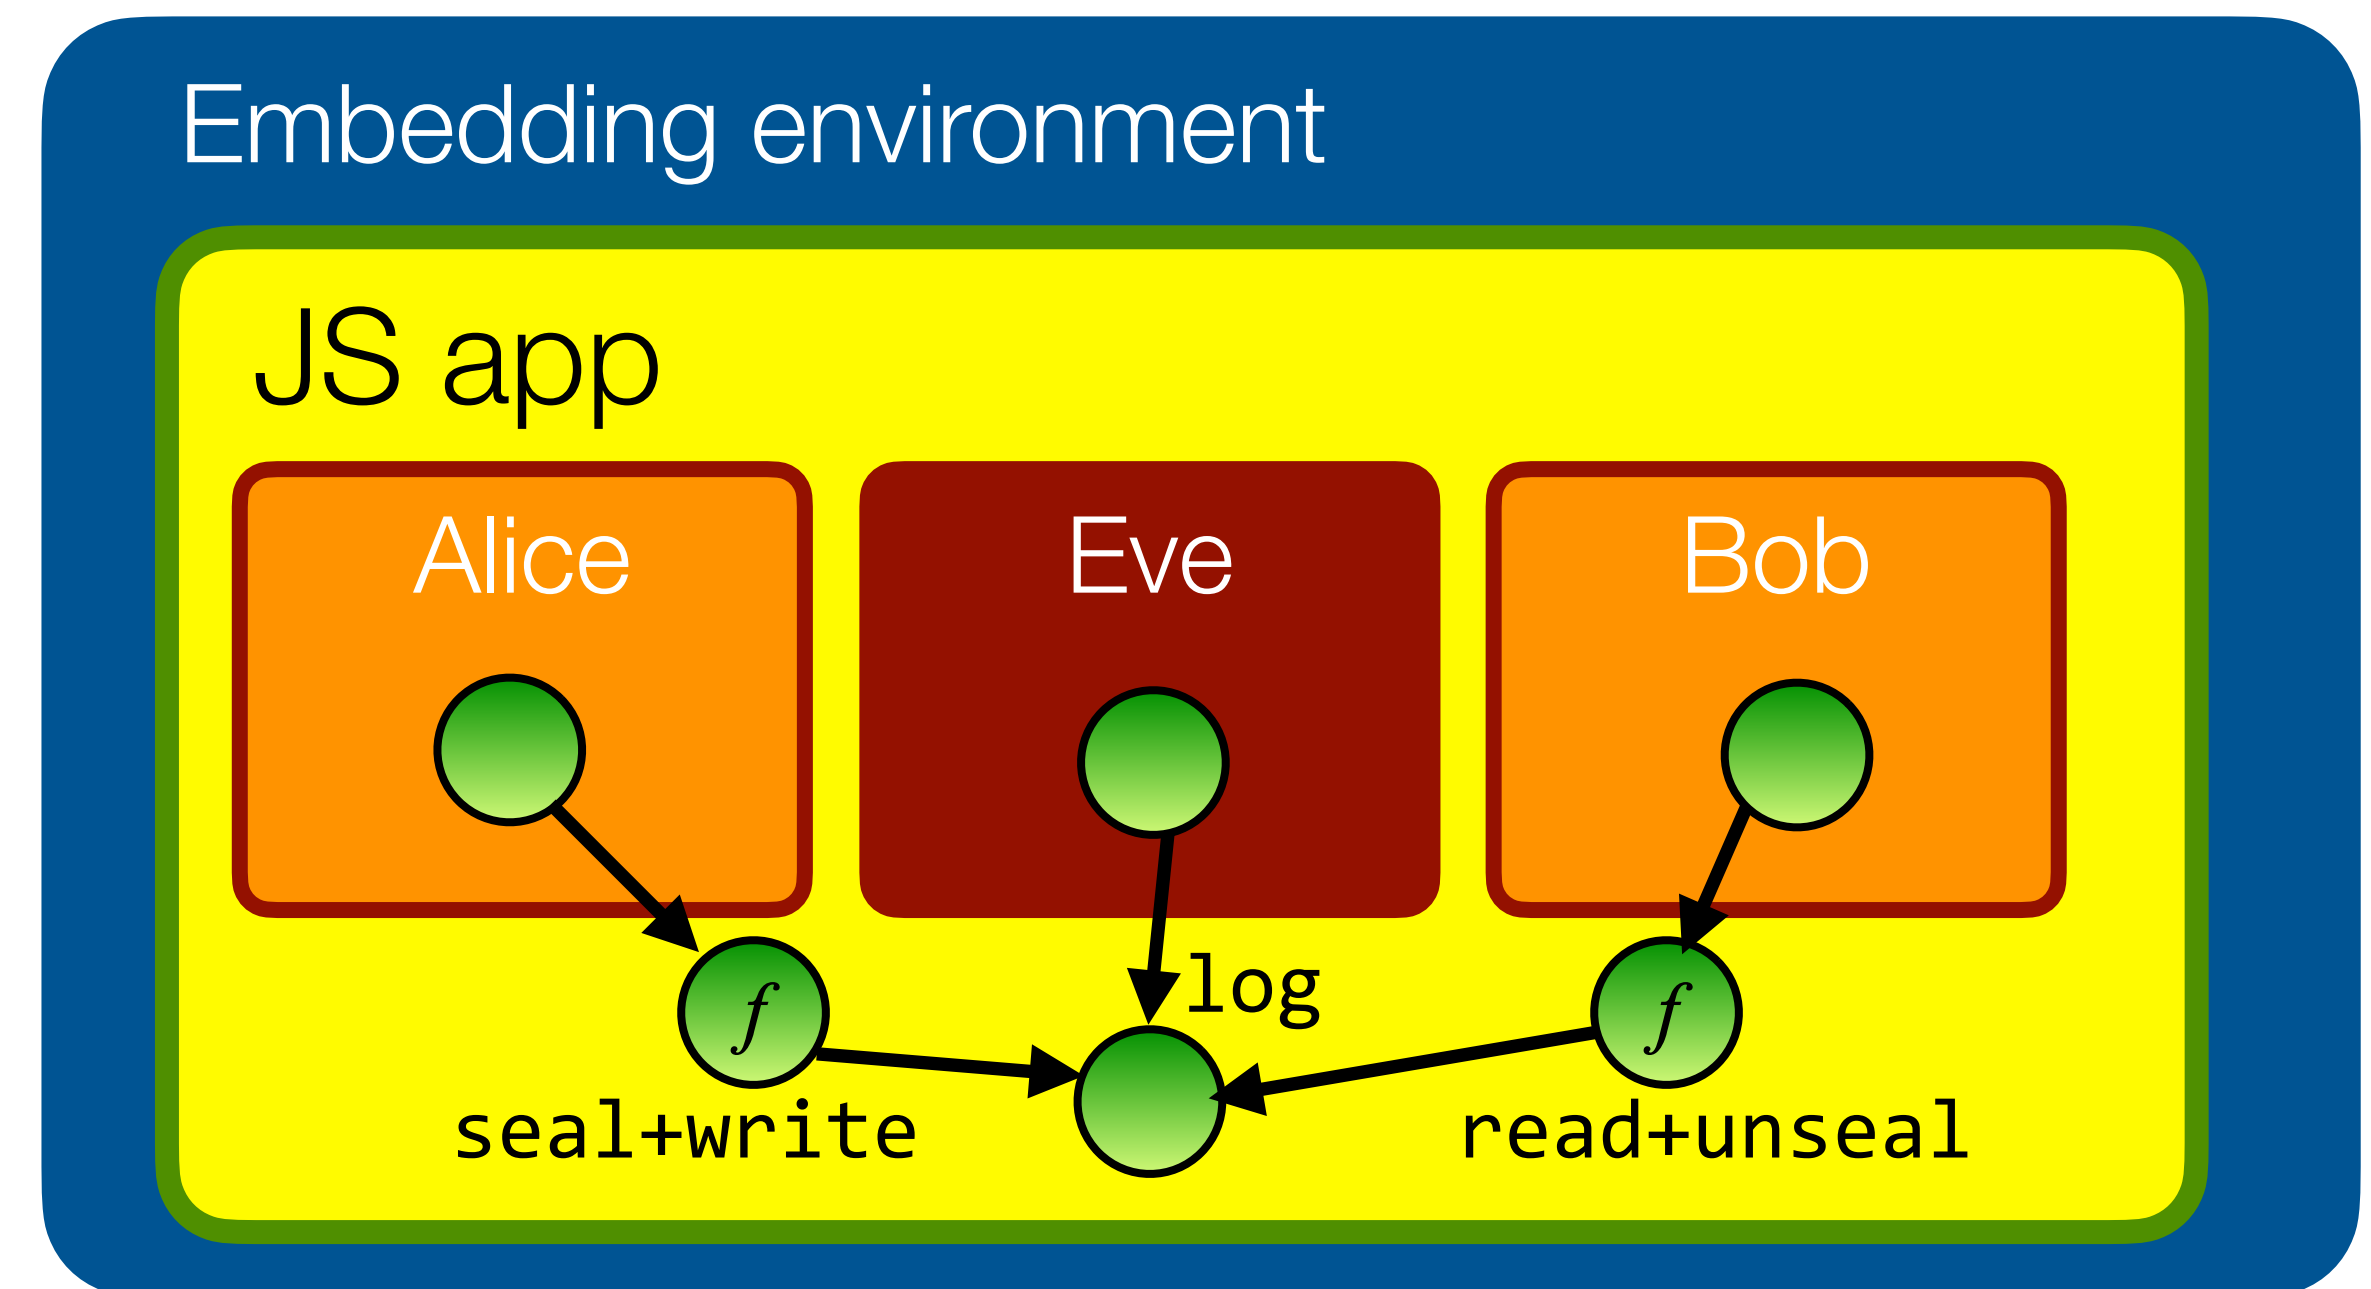 Embedding environment
JS app
Alice
Eve
Bob
log
f
f
seal+write
read+unseal